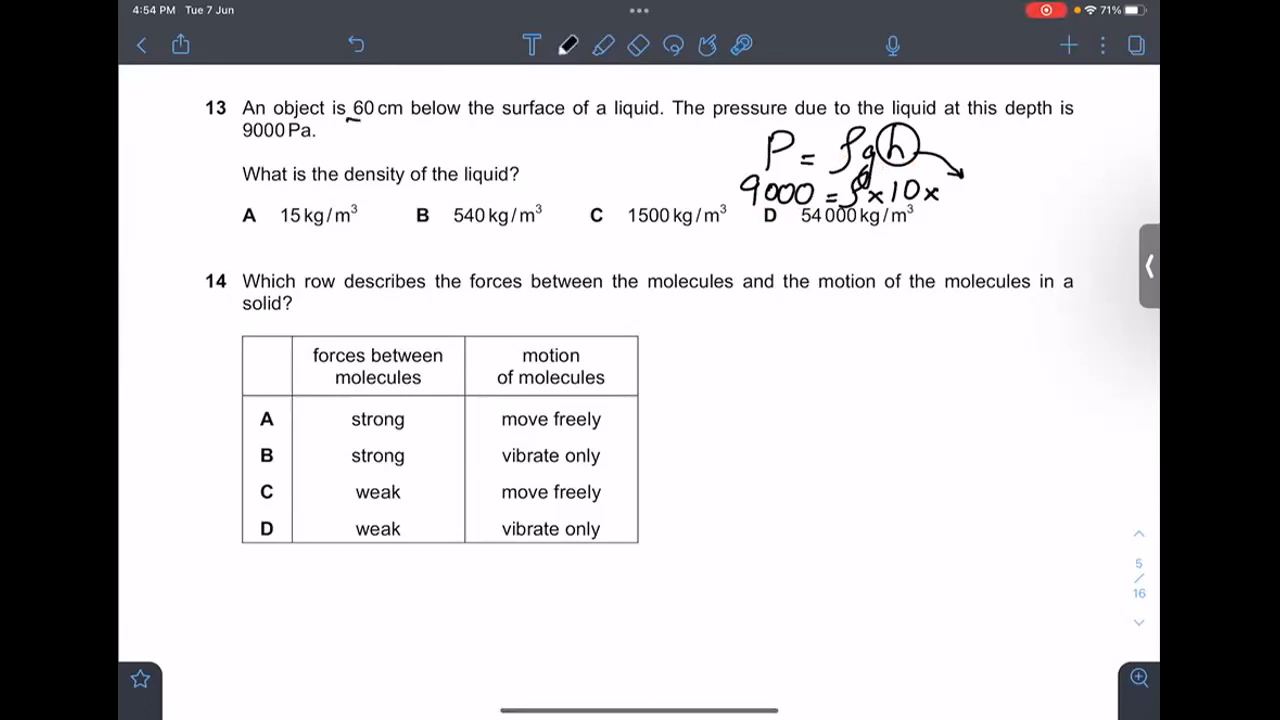 4:54 PM Tue 7 Jun
71%
13 An object is 60 cm below the surface of a liquid. The pressure due to the liquid at this depth is
9000 Pa.
P = ρgh
What is the density of the liquid?
9000 = ρ × 10 ×
A 15 kg/m³ B 540 kg/m³ C 1500 kg/m³ D 54 000 kg/m³
14 Which row describes the forces between the molecules and the motion of the molecules in a
solid?
forces between molecules motion of molecules
A strong move freely
B strong vibrate only
C weak move freely
D weak vibrate only
5
/
16